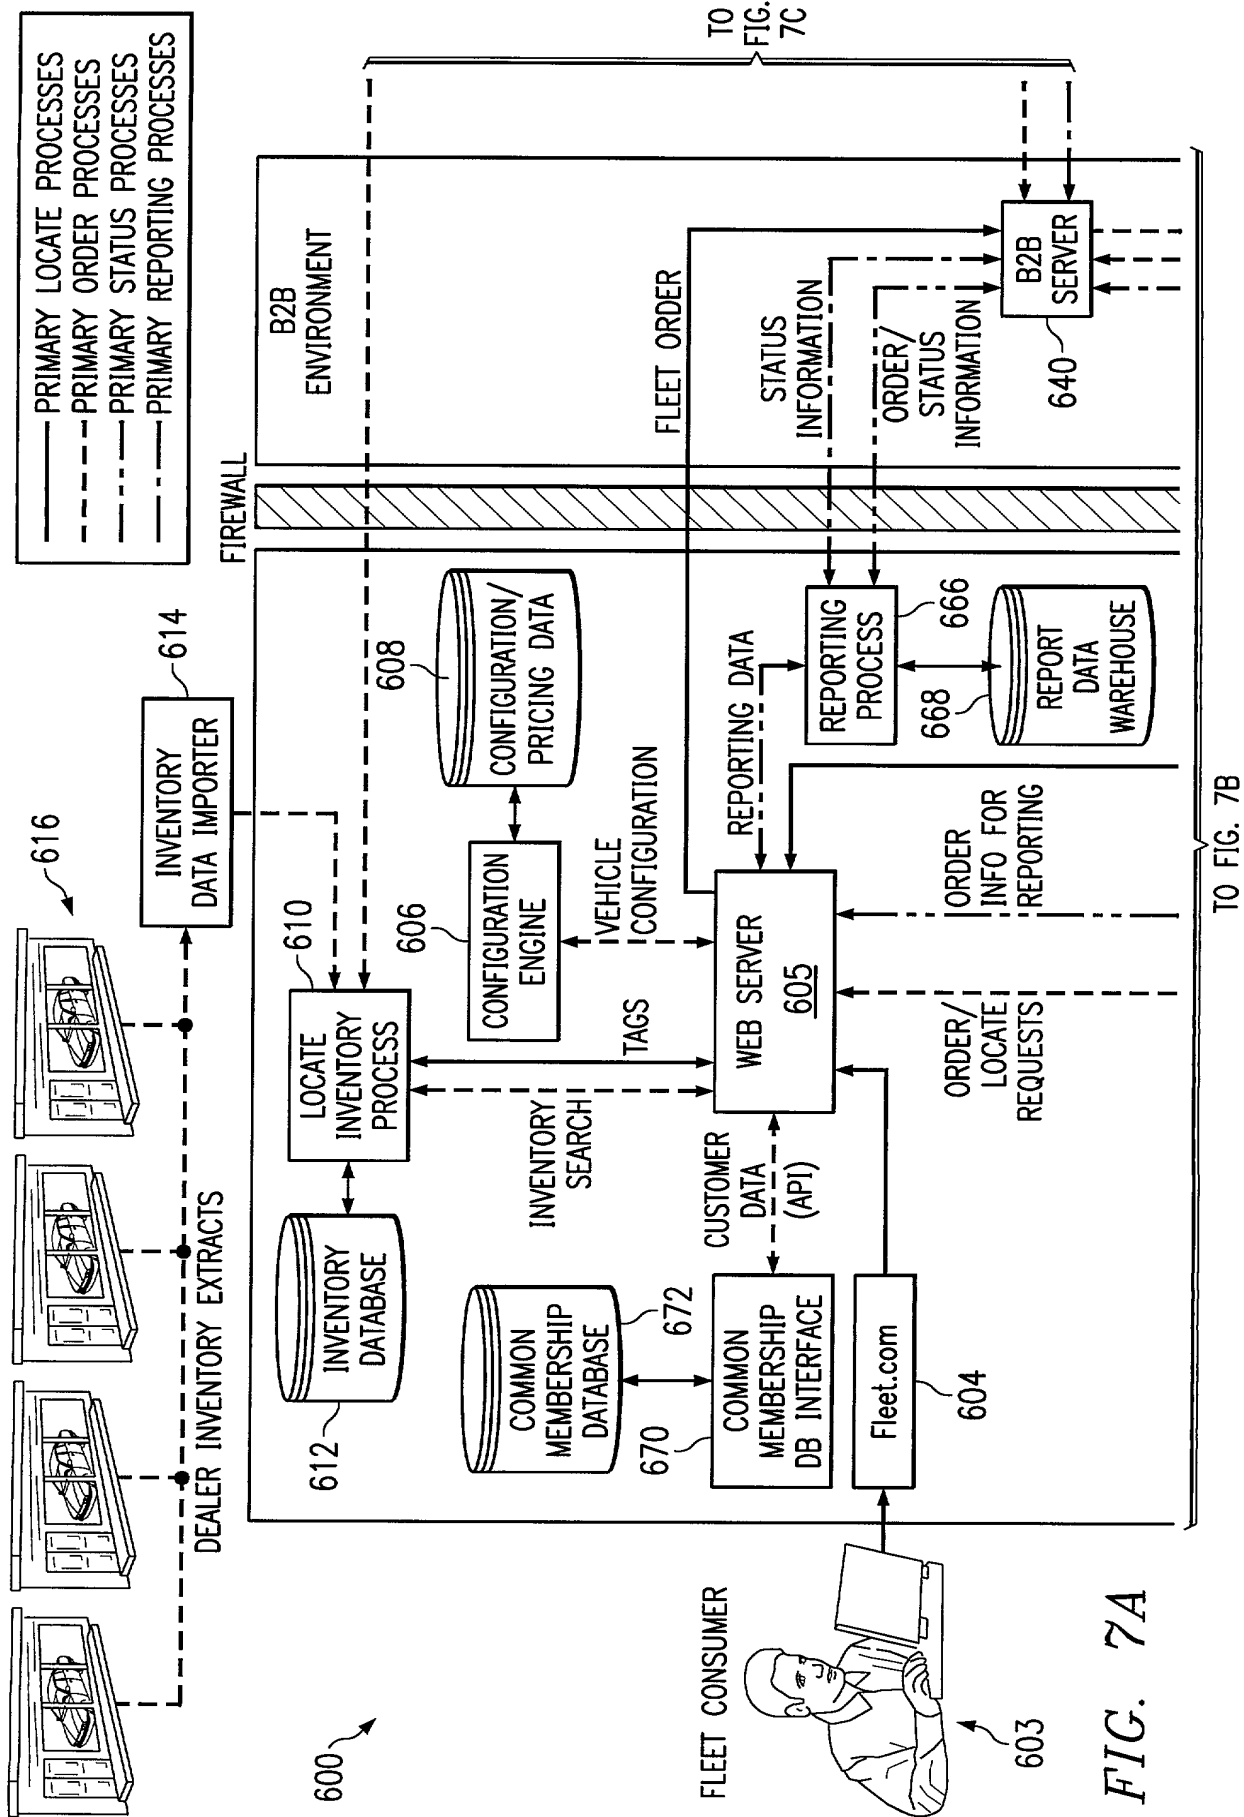 PRIMARY LOCATE PROCESSES
PRIMARY ORDER PROCESSES
PRIMARY STATUS PROCESSES
PRIMARY REPORTING PROCESSES
616
DEALER INVENTORY EXTRACTS
614
INVENTORY
DATA IMPORTER
FIREWALL
B2B
ENVIRONMENT
TO
FIG.
7C
600
612
INVENTORY
DATABASE
610
LOCATE
INVENTORY
PROCESS
608
CONFIGURATION/
PRICING DATA
606
CONFIGURATION
ENGINE
VEHICLE
CONFIGURATION
INVENTORY
SEARCH
TAGS
COMMON
MEMBERSHIP
DATABASE
672
670
COMMON
MEMBERSHIP
DB INTERFACE
CUSTOMER
DATA
(API)
WEB SERVER
605
REPORTING DATA
FLEET ORDER
STATUS
INFORMATION
ORDER/
STATUS
INFORMATION
B2B
SERVER
640
REPORTING
PROCESS
666
668
REPORT
DATA
WAREHOUSE
FLEET CONSUMER
603
Fleet.com
604
ORDER/
LOCATE
REQUESTS
ORDER
INFO FOR
REPORTING
TO FIG. 7B
FIG. 7A